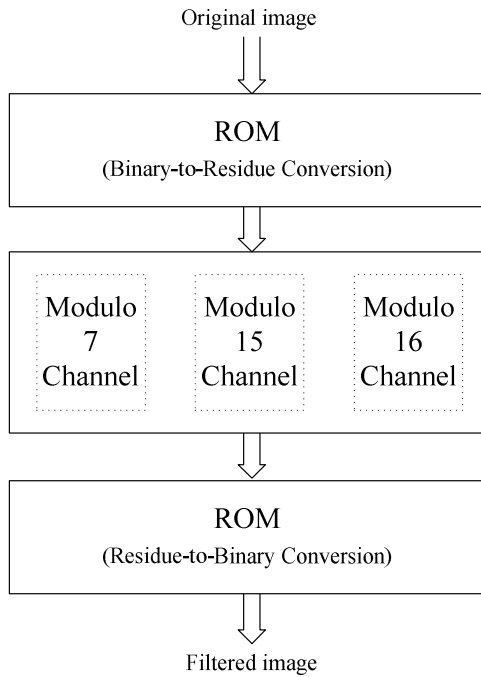 Original image
ROM
(Binary-to-Residue Conversion)
Modulo
7
Channel
Modulo
15
Channel
Modulo
16
Channel
ROM
(Residue-to-Binary Conversion)
Filtered image